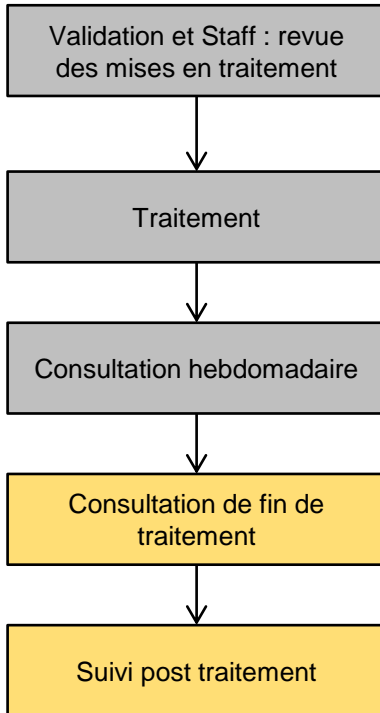 Validation et Staff : revue
des mises en traitement
Traitement
Consultation hebdomadaire
Consultation de fin de
traitement
Suivi post traitement